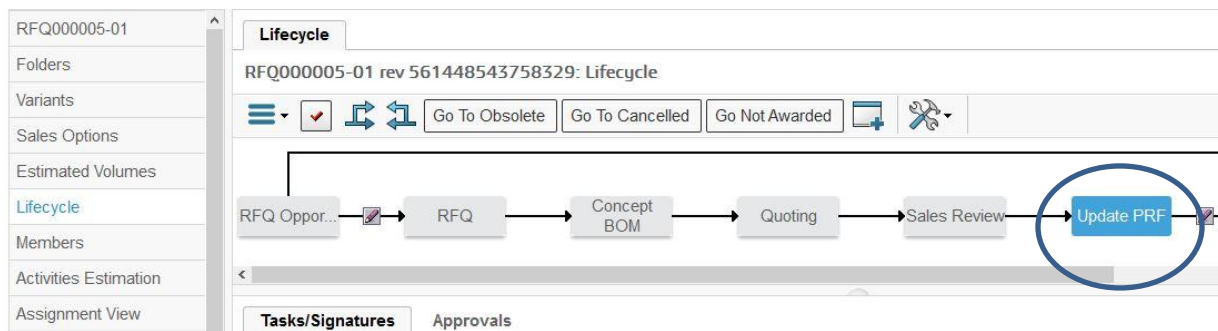 RFQ000005-01
Folders
Variants
Sales Options
Estimated Volumes
Lifecycle
Members
Activities Estimation
Assignment View
Lifecycle
RFQ000005-01 rev 561448543758329: Lifecycle
Go To Obsolete Go To Cancelled Go Not Awarded
RFQ Oppor... RFQ Concept BOM Quoting Sales Review Update PRF
Tasks/Signatures Approvals